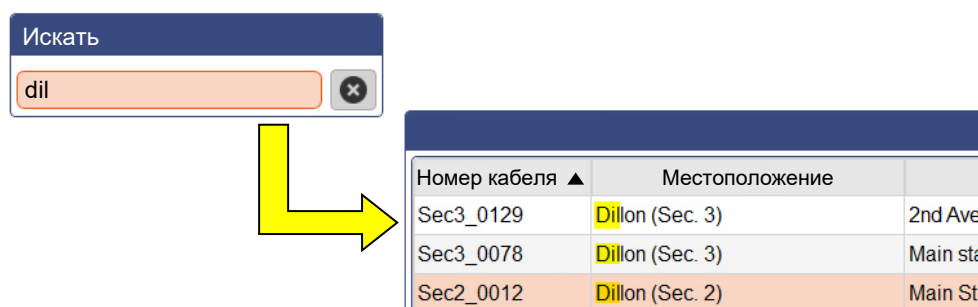 Искать
dil
Номер кабеля ▲ Местоположение
Sec3_0129 Dillon (Sec. 3) 2nd Ave
Sec3_0078 Dillon (Sec. 3) Main sta
Sec2_0012 Dillon (Sec. 2) Main St